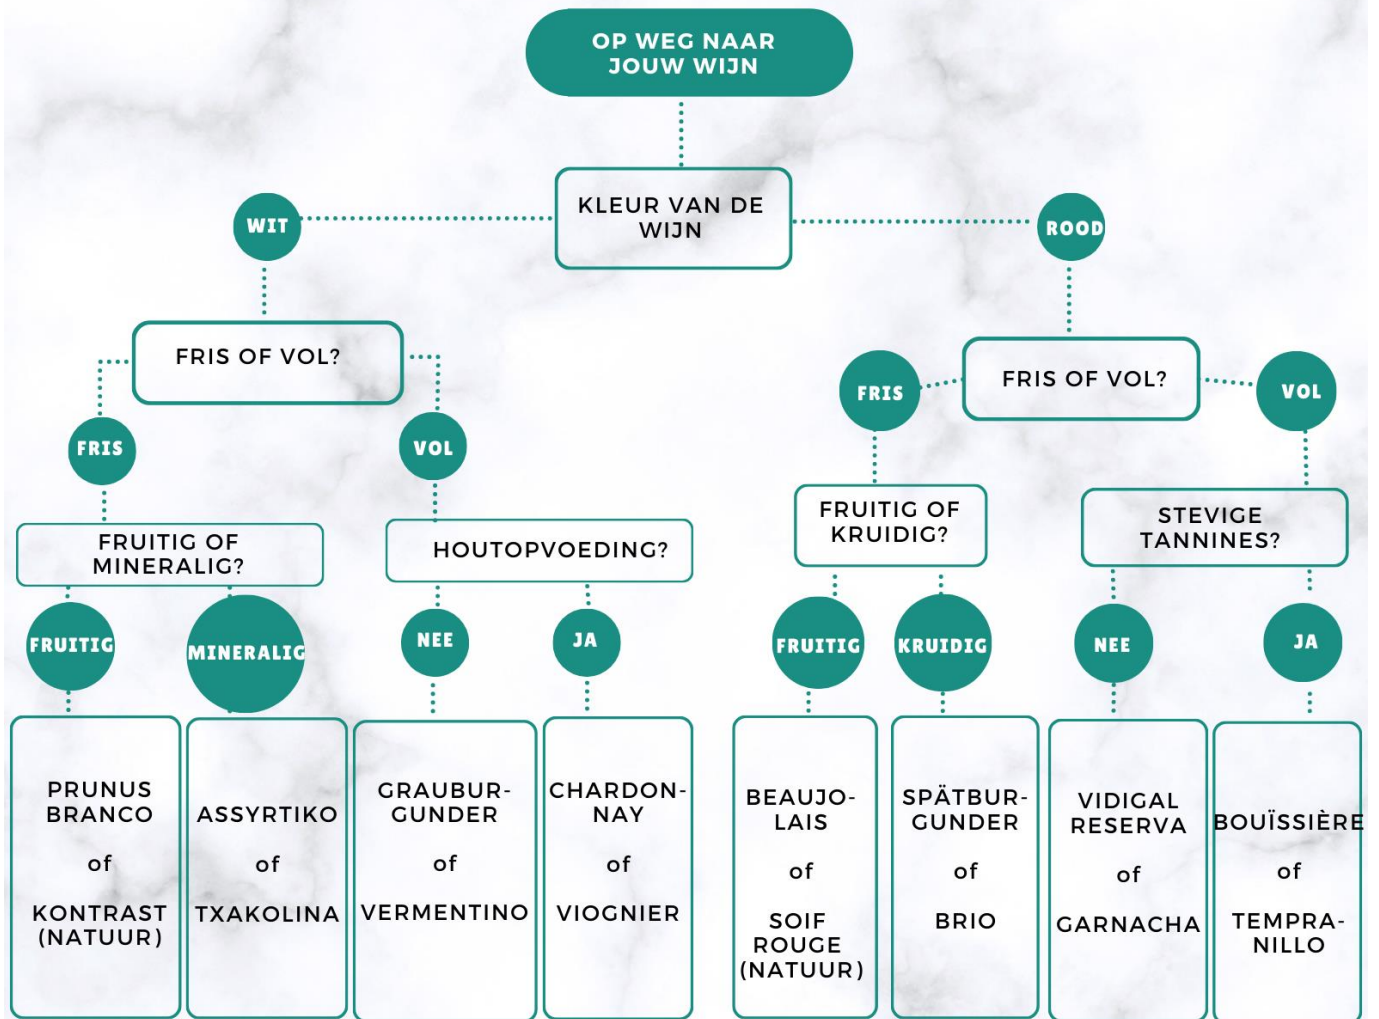 OP WEG NAAR
JOUW WIJN
KLEUR VAN DE
WIJN
WIT
ROOD
FRIS OF VOL?
FRIS OF VOL?
FRIS
VOL
FRIS
VOL
FRUITIG OF
MINERALIG?
HOUTOPVOEDING?
FRUITIG OF
KRUIDIG?
STEVIGE
TANNINES?
FRUITIG
MINERALIG
NEE
JA
FRUITIG
KRUIDIG
NEE
JA
PRUNUS
BRANCO
of
KONTRAST
(NATUUR)
ASSYRTIKO
of
TXAKOLINA
GRAUBUR-
GUNDER
of
VERMENTINO
CHARDON-
NAY
of
VIOGNIER
BEAUJO-
LAIS
of
SOIF
ROUGE
(NATUUR)
SPÄTBUR-
GUNDER
of
BRIO
VIDIGAL
RESERVA
of
GARNACHA
BOUÏSSIÈRE
of
TEMPRA-
NILLO